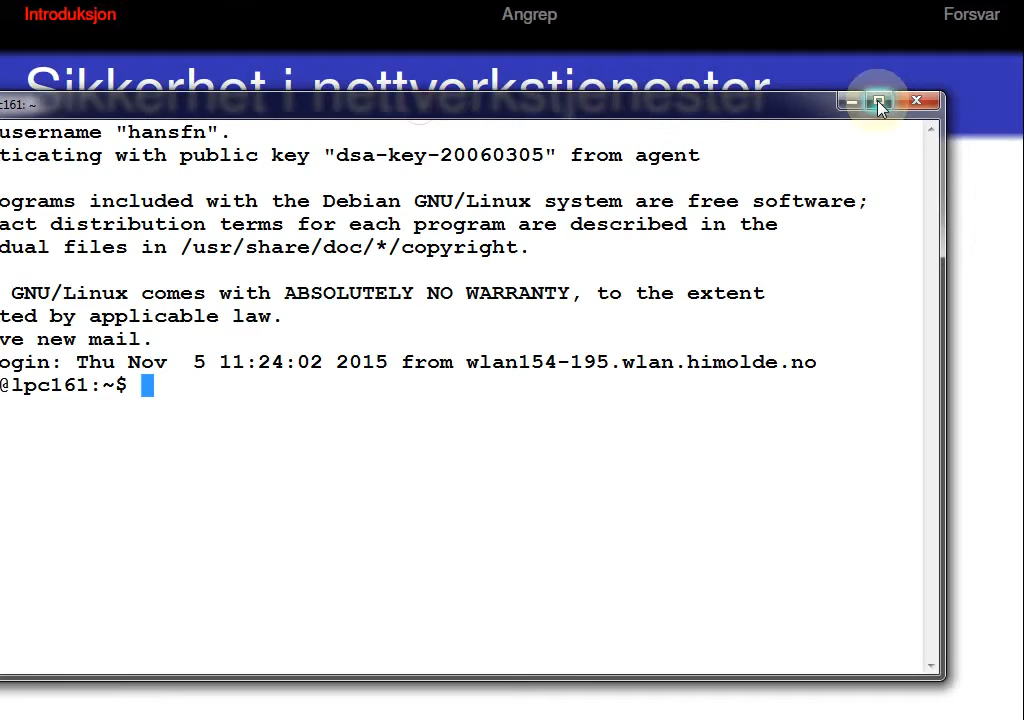 Introduksjon Angrep Forsvar
Sikkerhet i nettverkstjenester
c161: ~
username "hansfn".
ticating with public key "dsa-key-20060305" from agent
ograms included with the Debian GNU/Linux system are free software;
act distribution terms for each program are described in the
dual files in /usr/share/doc/*/copyright.
GNU/Linux comes with ABSOLUTELY NO WARRANTY, to the extent
ted by applicable law.
ve new mail.
ogin: Thu Nov  5 11:24:02 2015 from wlan154-195.wlan.himolde.no
@lpc161:~$